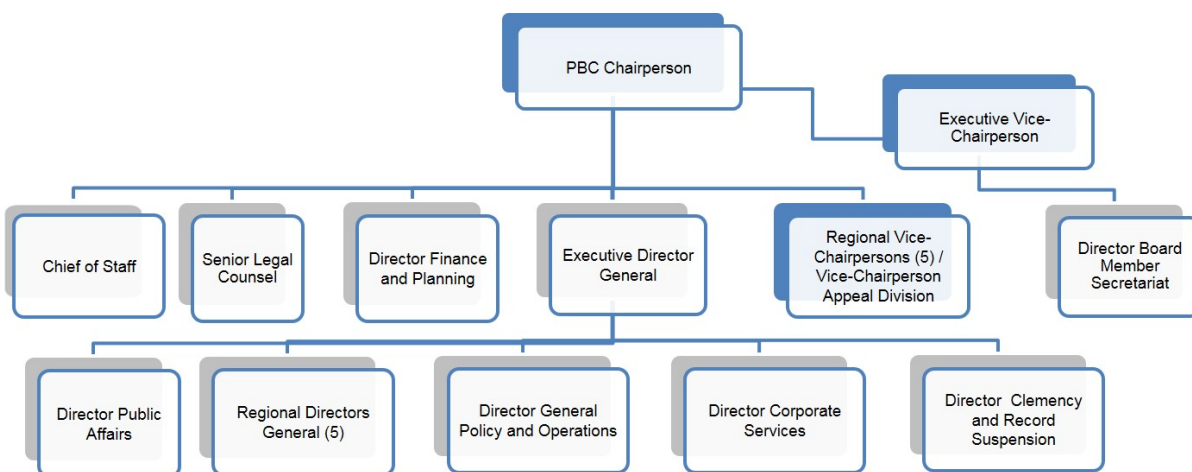 PBC Chairperson
Executive Vice-
Chairperson
Chief of Staff
Senior Legal
Counsel
Director Finance
and Planning
Executive Director
General
Regional Vice-
Chairpersons (5) /
Vice-Chairperson
Appeal Division
Director Board
Member
Secretariat
Director Public
Affairs
Regional Directors
General (5)
Director General
Policy and Operations
Director Corporate
Services
Director Clemency
and Record
Suspension